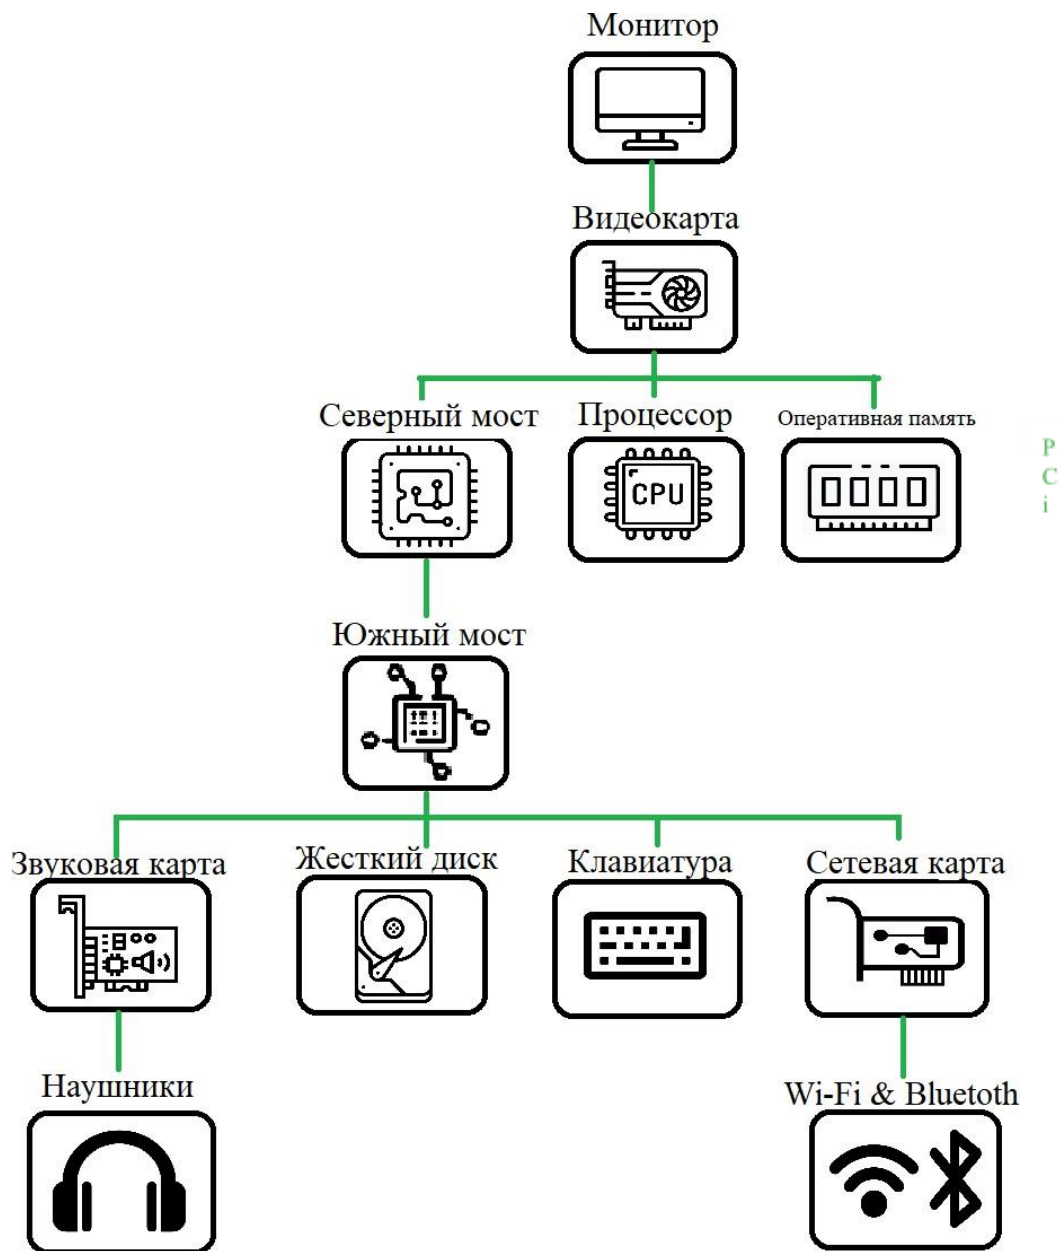 Монитор
Видеокарта
Северный мост
Процессор
Оперативная память
CPU
P
C
i
Южный мост
Звуковая карта
Жесткий диск
Клавиатура
Сетевая карта
Наушники
Wi-Fi & Bluetoth